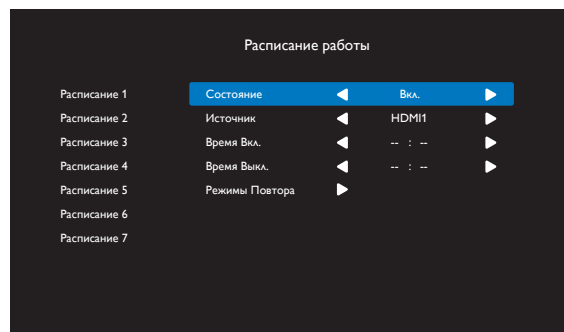 Расписание работы
Расписание 1 Состояние Вкл.
Расписание 2 Источник HDMI1
Расписание 3 Время Вкл. -- : --
Расписание 4 Время Выкл. -- : --
Расписание 5 Режимы Повтора
Расписание 6
Расписание 7